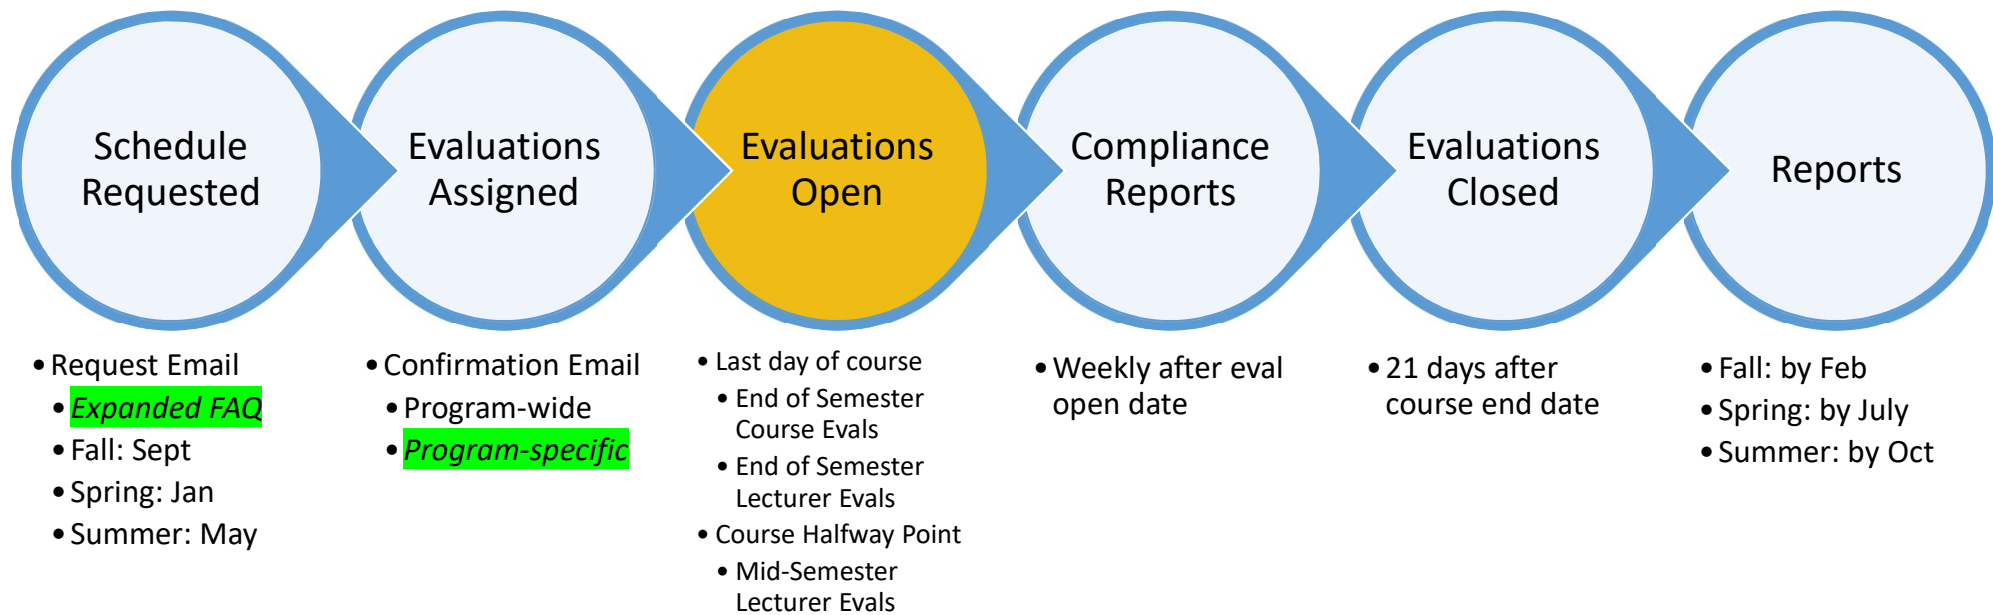 Schedule
Requested
Evaluations
Assigned
Evaluations
Open
Compliance
Reports
Evaluations
Closed
Reports
• Request Email
• Expanded FAQ
• Fall: Sept
• Spring: Jan
• Summer: May
• Confirmation Email
• Program-wide
• Program-specific
• Last day of course
• End of Semester
Course Evals
• End of Semester
Lecturer Evals
• Course Halfway Point
• Mid-Semester
Lecturer Evals
• Weekly after eval
open date
• 21 days after
course end date
• Fall: by Feb
• Spring: by July
• Summer: by Oct